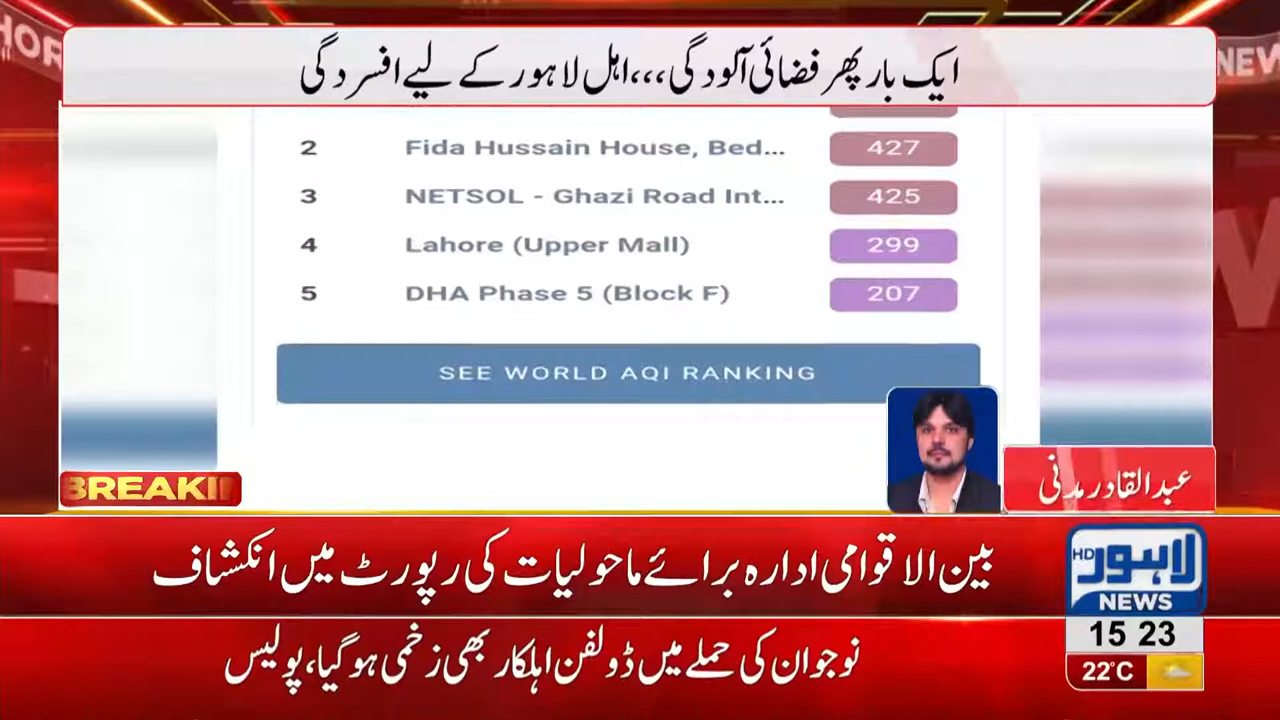 HOR
NEW
ایک بار پھر فضائی آلودگی،،،اہل لاہور کے لیے افسردگی
2 Fida Hussain House, Bed... 427
3 NETSOL - Ghazi Road Int... 425
4 Lahore (Upper Mall) 299
5 DHA Phase 5 (Block F) 207
SEE WORLD AQI RANKING
عبدالقادر مدنی
BREAKI
بین الاقوامی ادارہ برائے ماحولیات کی رپورٹ میں انکشاف
HD لاہور
NEWS
15 23
22°C
نوجوان کی حملے میں ڈولفن اہلکار بھی زخمی ہوگیا،پولیس